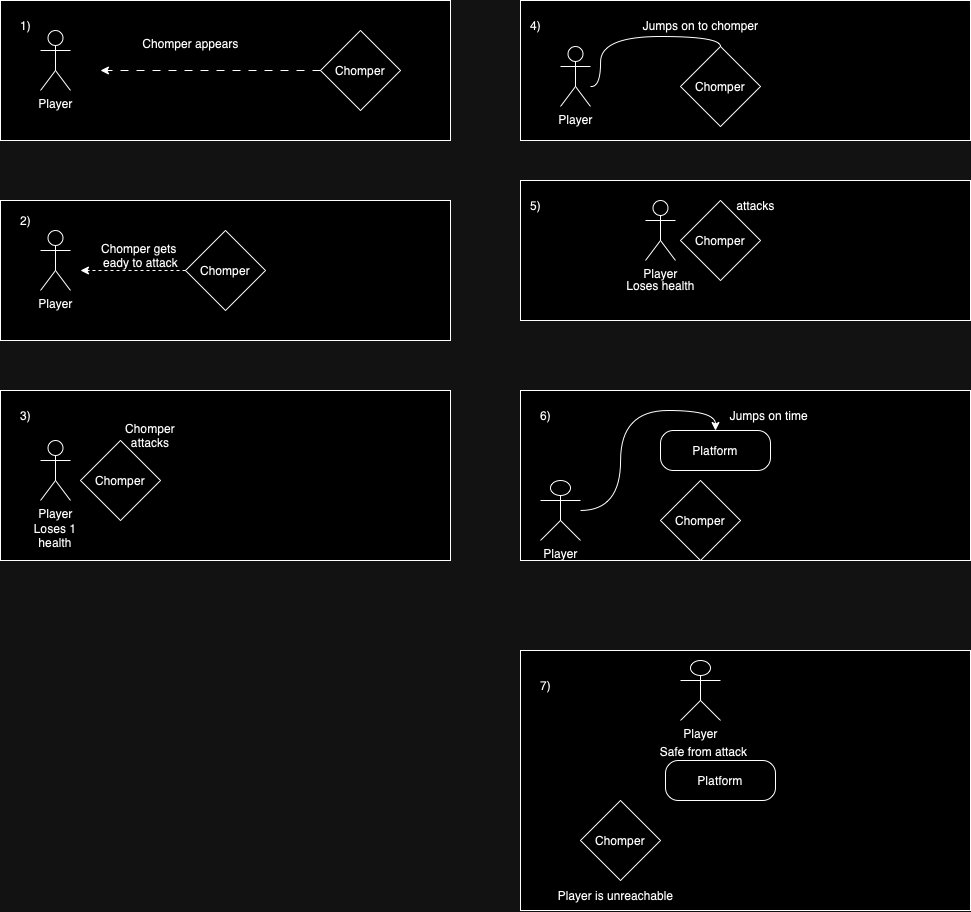 1)
Chomper appears
Chomper
Player
2)
Chomper gets
eady to attack
Chomper
Player
3)
Chomper
attacks
Chomper
Player
Loses 1
health
4)
Jumps on to chomper
Chomper
Player
5)
attacks
Chomper
Player
Loses health
6)
Jumps on time
Platform
Chomper
Player
7)
Player
Safe from attack
Platform
Chomper
Player is unreachable